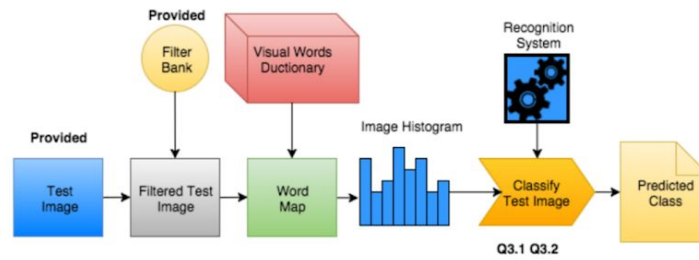 Provided
Filter
Bank
Visual Words
Ductionary
Recognition
System
Provided
Image Histogram
Test
Image
Filtered Test
Image
Word
Map
Classify
Test Image
Predicted
Class
Q3.1 Q3.2